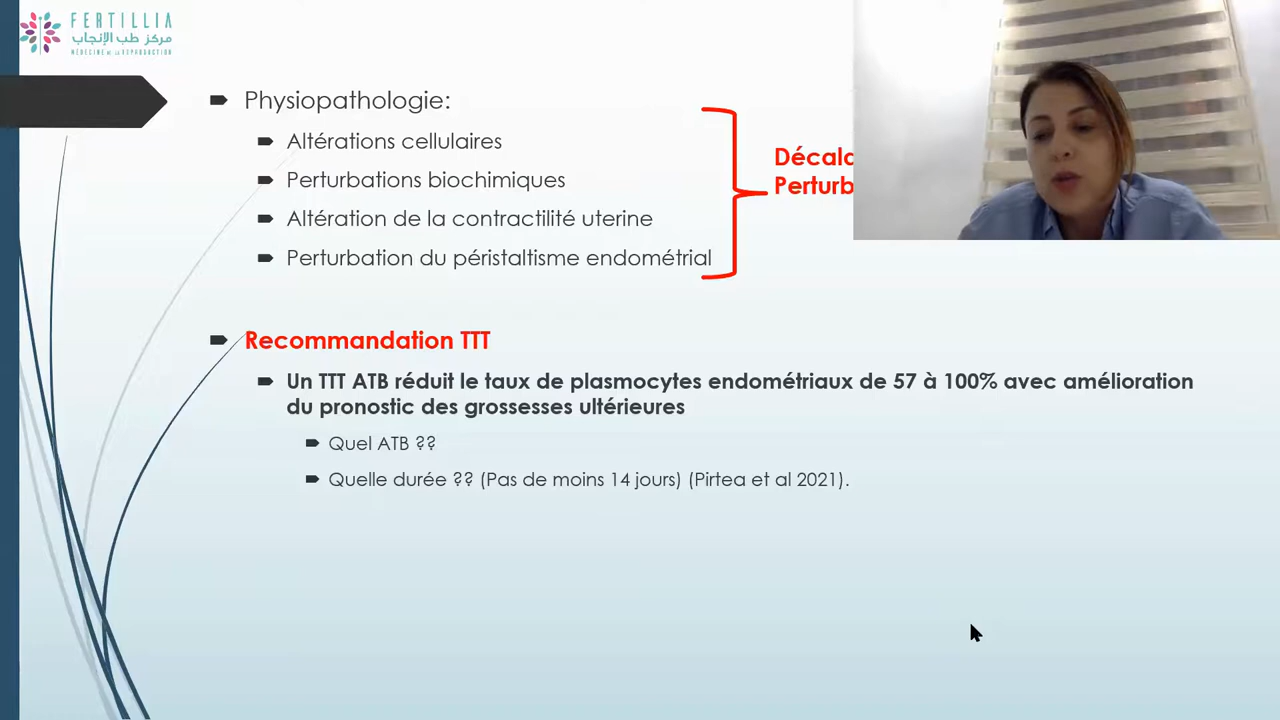 FERTILLIA
مركز طب الإنجاب
MÉDECINE DE LA REPRODUCTION
Physiopathologie:
Altérations cellulaires
Perturbations biochimiques
Altération de la contractilité uterine
Perturbation du péristaltisme endométrial
Décala
Perturb
Recommandation TTT
Un TTT ATB réduit le taux de plasmocytes endométriaux de 57 à 100% avec amélioration
du pronostic des grossesses ultérieures
Quel ATB ??
Quelle durée ?? (Pas de moins 14 jours) (Pirtea et al 2021).